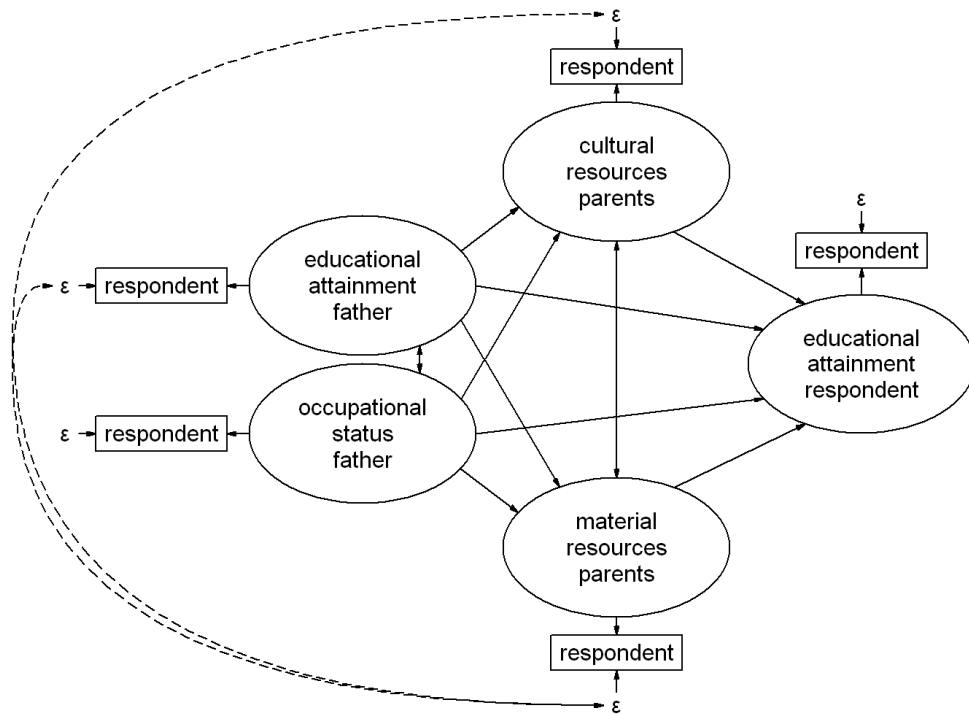 ε
respondent
cultural
resources
parents
ε
respondent
educational
attainment
father
ε
respondent
educational
attainment
respondent
occupational
status
father
ε
respondent
material
resources
parents
respondent
ε